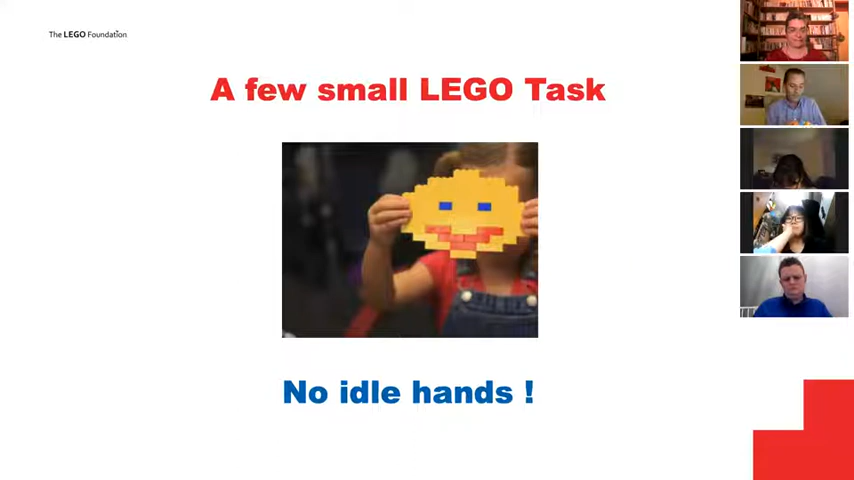 The LEGO Foundation
A few small LEGO Task
No idle hands !